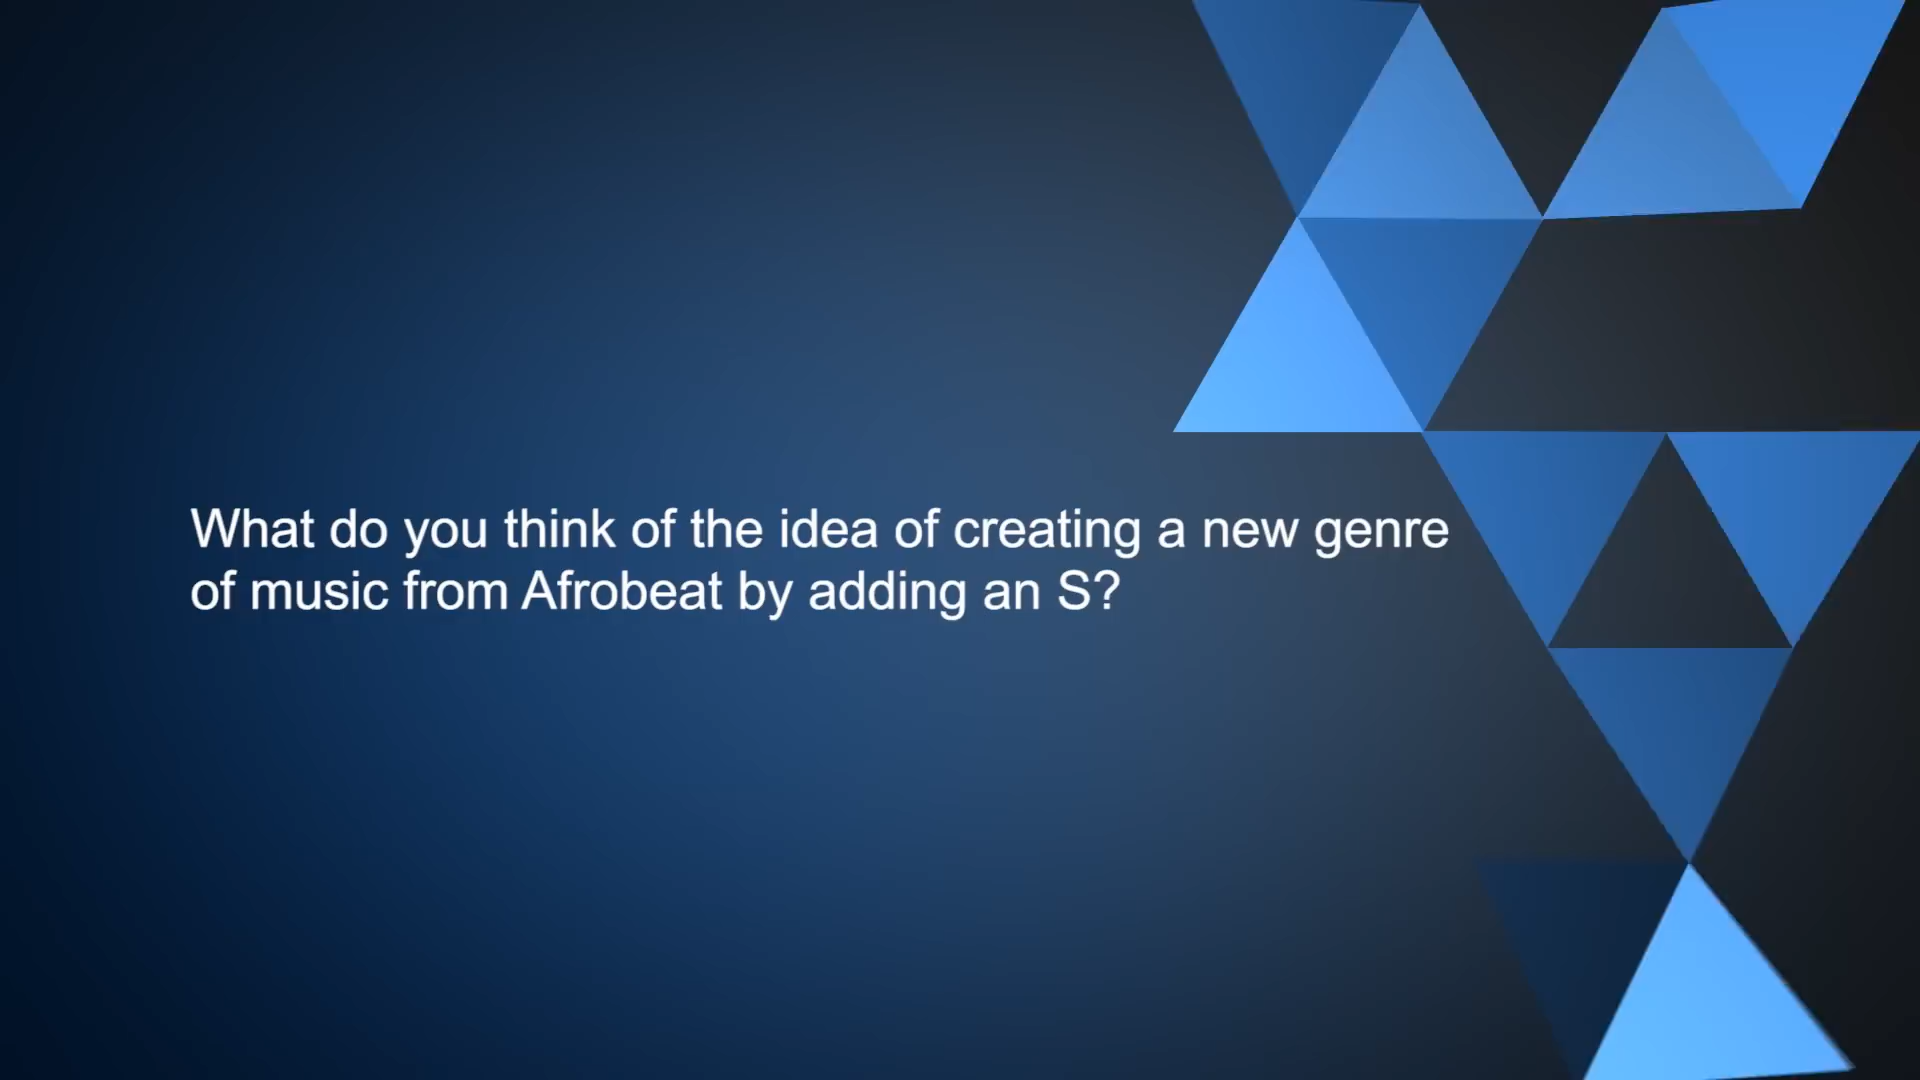 What do you think of the idea of creating a new genre
of music from Afrobeat by adding an S?